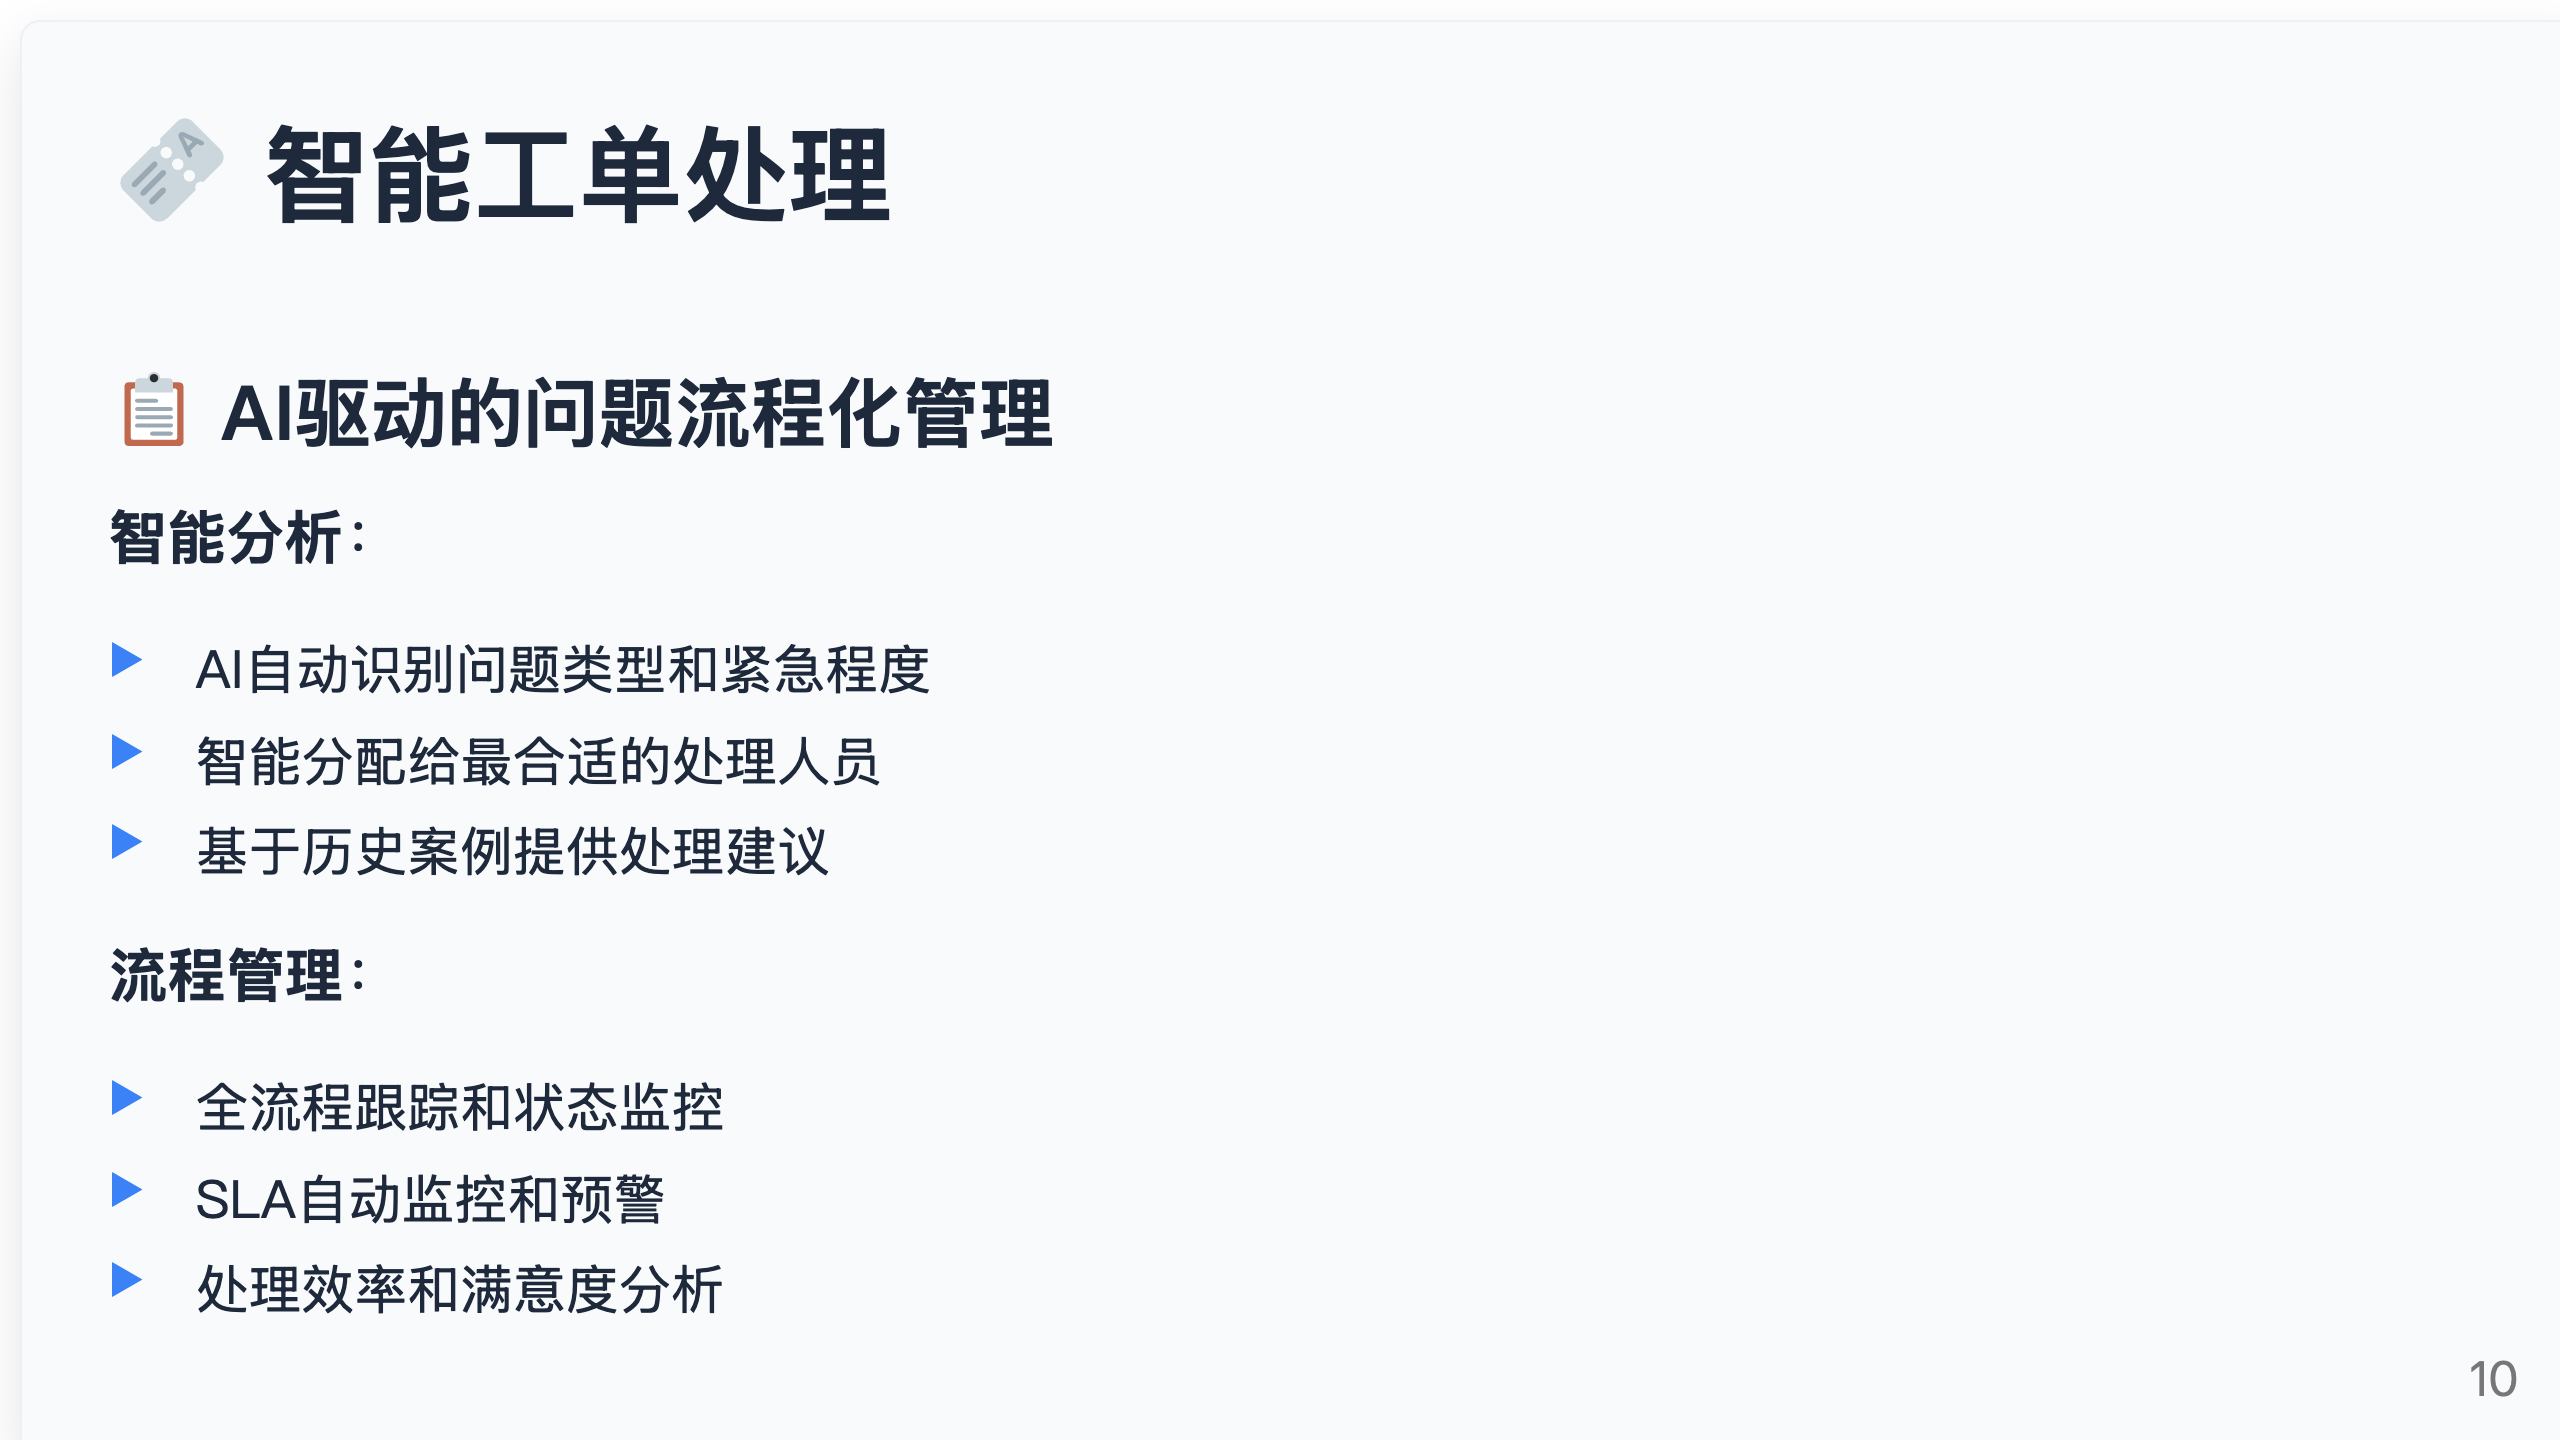 智能工单处理
AI驱动的问题流程化管理
智能分析：
AI自动识别问题类型和紧急程度
智能分配给最合适的处理人员
基于历史案例提供处理建议
流程管理：
全流程跟踪和状态监控
SLA自动监控和预警
处理效率和满意度分析
10